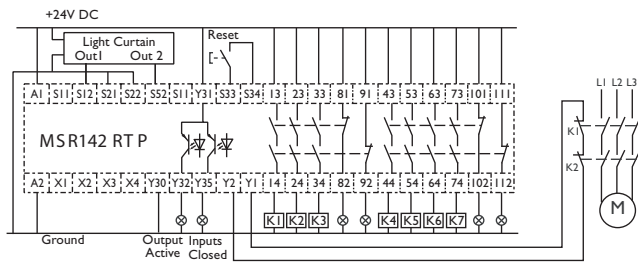 +24V DC
Light Curtain
Out1 Out 2
Reset
A1 S11 S12 S21 S22 S52 S11 Y31 S33 S34 13 23 33 81 91 43 53 63 73 101 111
L1 L2 L3
K1
MSR142 RT P
K2
A2 X1 X2 X3 X4 Y30 Y32 Y35 Y2 Y1 14 24 34 82 92 44 54 64 74 102 112
K1 K2 K3 K4 K5 K6 K7
M
Ground
Output Active
Inputs Closed